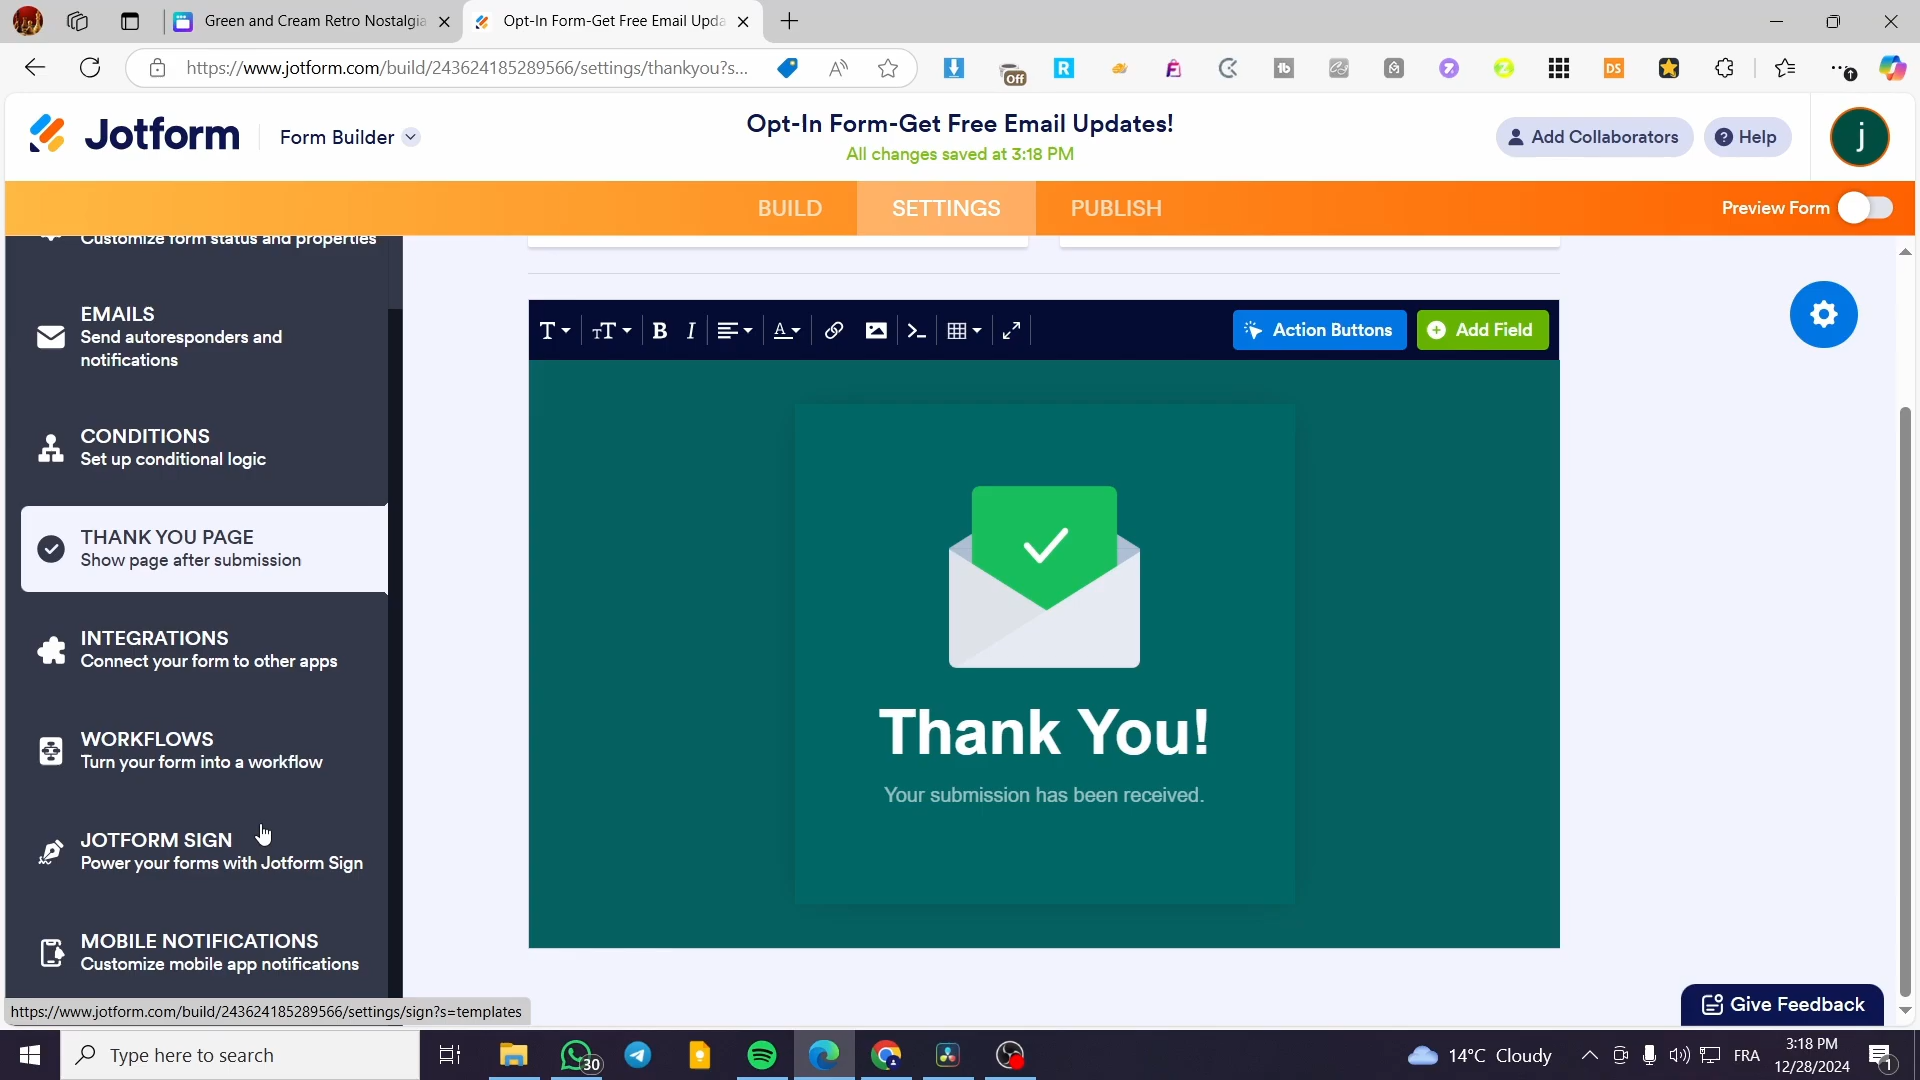 Green and Cream Retro Nostalgia
Opt-In Form-Get Free Email Upda
https://www.jotform.com/build/243624185289566/settings/thankyou?s...
Off
Jotform
Form Builder
Opt-In Form-Get Free Email Updates!
All changes saved at 3:18 PM
Add Collaborators
Help
j
BUILD
SETTINGS
PUBLISH
Preview Form
Customize form status and properties
EMAILS
Send autoresponders and
notifications
CONDITIONS
Set up conditional logic
THANK YOU PAGE
Show page after submission
INTEGRATIONS
Connect your form to other apps
WORKFLOWS
Turn your form into a workflow
JOTFORM SIGN
Power your forms with Jotform Sign
MOBILE NOTIFICATIONS
Customize mobile app notifications
Action Buttons
Add Field
Thank You!
Your submission has been received.
Give Feedback
https://www.jotform.com/build/243624185289566/settings/sign?s=templates
Type here to search
30
14°C Cloudy
FRA
3:18 PM
12/28/2024
1